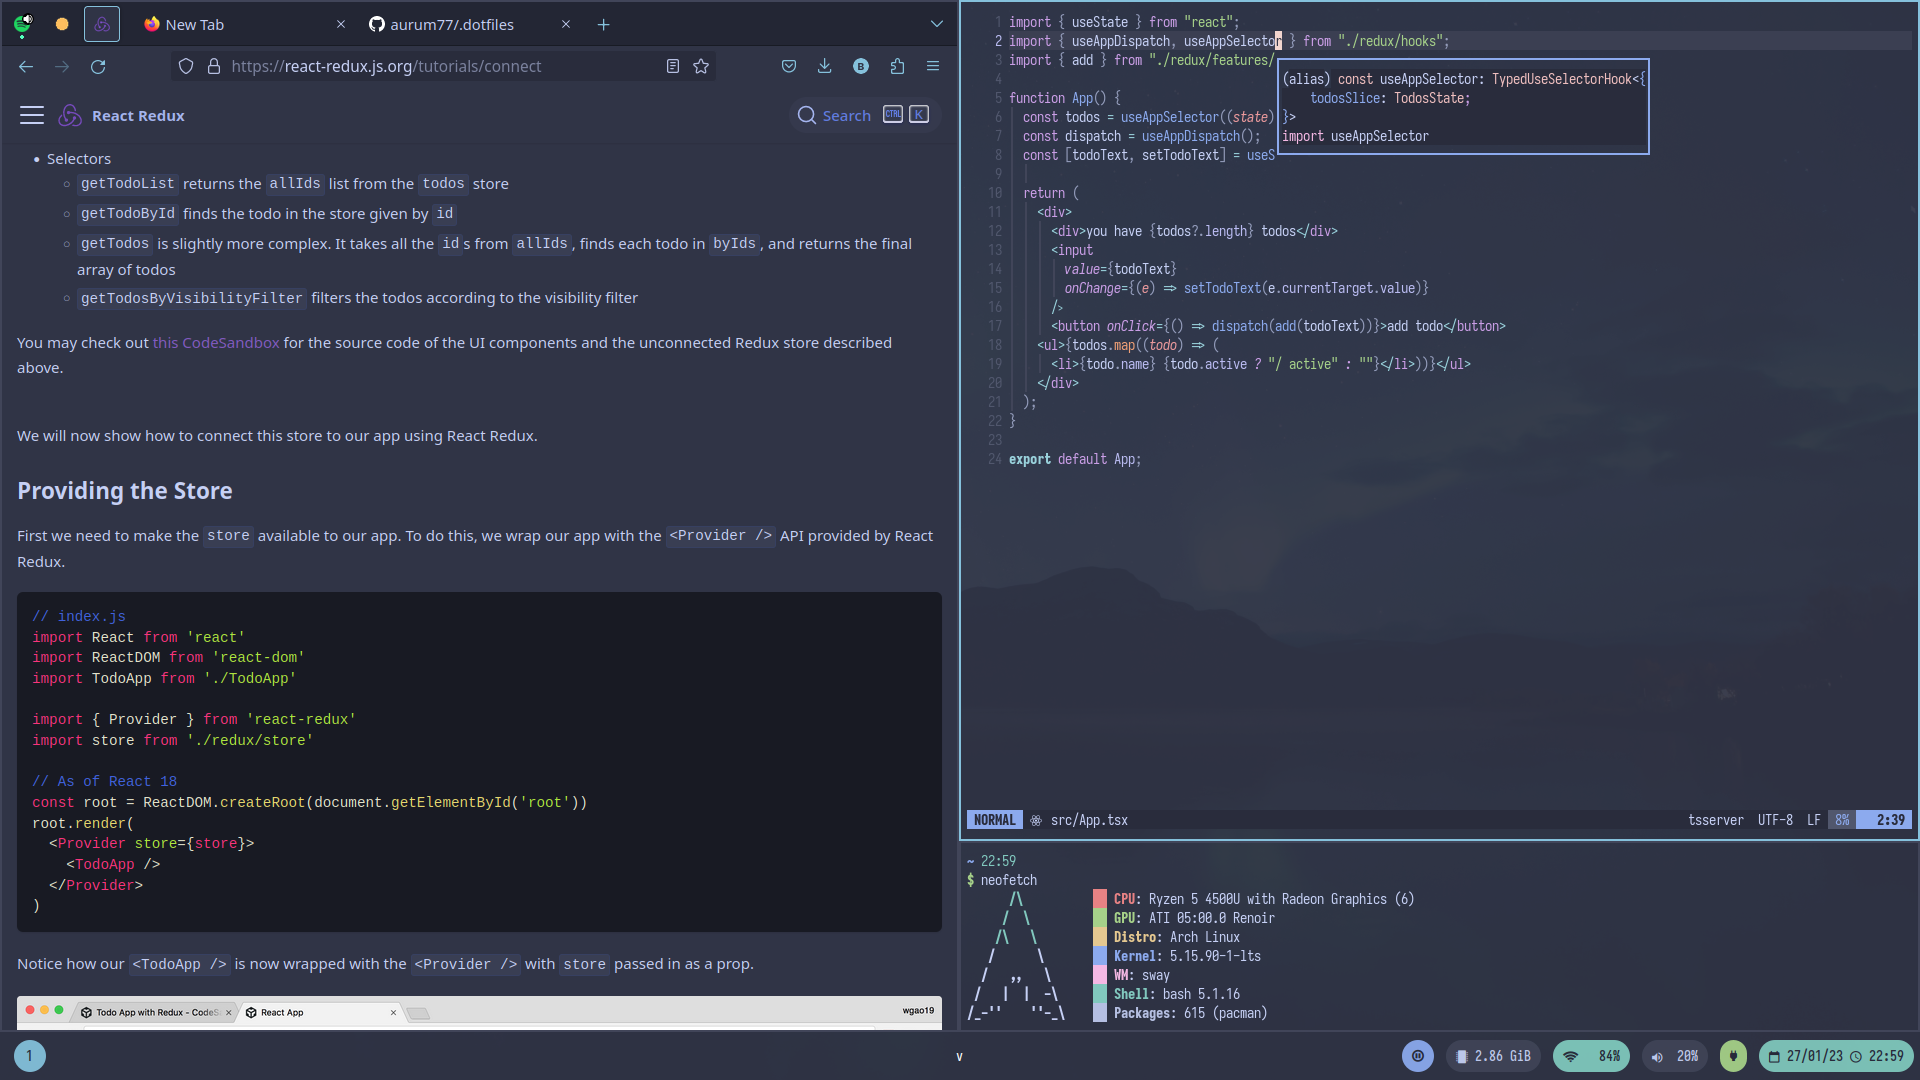 New Tab
aurum77/.dotfiles
https://react-redux.js.org/tutorials/connect
B
React Redux
Search CTRL K
Selectors
getTodoList returns the allIds list from the todos store
getTodoById finds the todo in the store given by id
getTodos is slightly more complex. It takes all the ids from allIds, finds each todo in byIds, and returns the final
array of todos
getTodosByVisibilityFilter filters the todos according to the visibility filter
You may check out this CodeSandbox for the source code of the UI components and the unconnected Redux store described
above.
We will now show how to connect this store to our app using React Redux.
Providing the Store
First we need to make the store available to our app. To do this, we wrap our app with the <Provider /> API provided by React
Redux.
// index.js
import React from 'react'
import ReactDOM from 'react-dom'
import TodoApp from './TodoApp'
import { Provider } from 'react-redux'
import store from './redux/store'
// As of React 18
const root = ReactDOM.createRoot(document.getElementById('root'))
root.render(
  <Provider store={store}>
    <TodoApp />
  </Provider>
)
Notice how our <TodoApp /> is now wrapped with the <Provider /> with store passed in as a prop.
Todo App with Redux - CodeS
React App
wgao19
1 import { useState } from "react";
2 import { useAppDispatch, useAppSelector } from "./redux/hooks";
3 import { add } from "./redux/features/
4
5 function App() {
6   const todos = useAppSelector((state)
7   const dispatch = useAppDispatch();
8   const [todoText, setTodoText] = useS
9
10   return (
11     <div>
12       <div>you have {todos?.length} todos</div>
13       <input
14         value={todoText}
15         onChange={(e) => setTodoText(e.currentTarget.value)}
16       />
17       <button onClick={() => dispatch(add(todoText))}>add todo</button>
18     <ul>{todos.map((todo) => (
19       <li>{todo.name} {todo.active ? "/ active" : ""}</li>))}</ul>
20     </div>
21   );
22 }
23
24 export default App;
(alias) const useAppSelector: TypedUseSelectorHook<{
    todosSlice: TodosState;
}>
import useAppSelector
NORMAL src/App.tsx tsserver UTF-8 LF 8% 2:39
~ 22:59
$ neofetch
CPU: Ryzen 5 4500U with Radeon Graphics (6)
GPU: ATI 05:00.0 Renoir
Distro: Arch Linux
Kernel: 5.15.90-1-lts
WM: sway
Shell: bash 5.1.16
Packages: 615 (pacman)
1
v
2.86 GiB 84% 20% 27/01/23 22:59